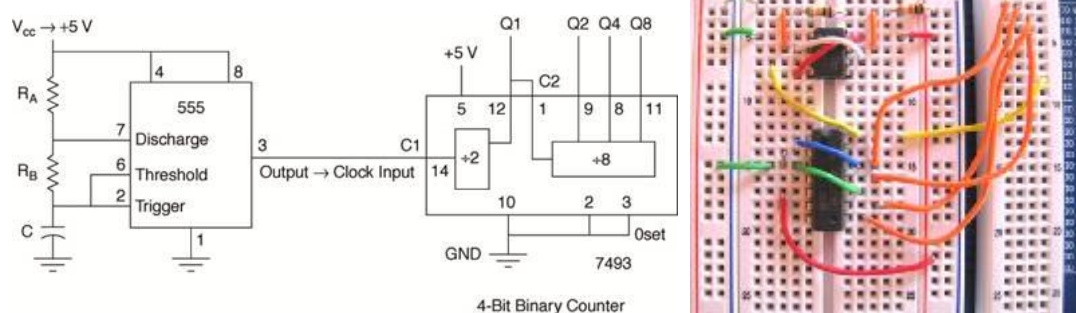 Vcc → +5 V
4
8
RA
555
7
Discharge
6
Threshold
RB
2
Trigger
C
1
3
Output → Clock Input
Q1
Q2
Q4
Q8
+5 V
C2
5
12
1
9
8
11
C1
14
÷2
÷8
10
2
3
0set
GND
7493
4-Bit Binary Counter